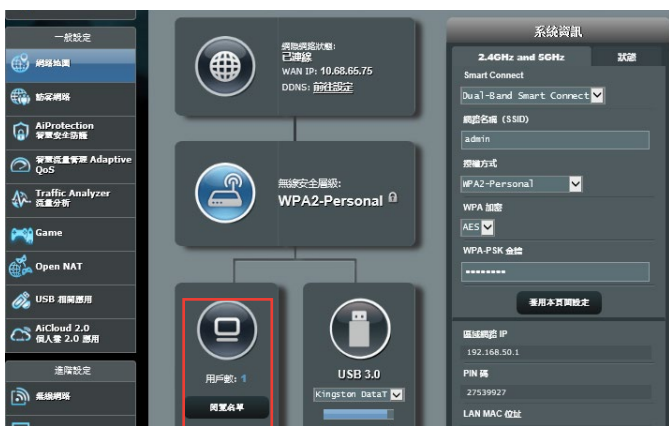 一般設定
網路地圖
訪客網路
AiProtection
智慧安全防護
智慧流量管理 Adaptive
QoS
Traffic Analyzer
流量分析
Game
Open NAT
USB 相關應用
AiCloud 2.0
個人雲 2.0 應用
進階設定
無線網路
網際網路狀態:
已連線
WAN IP: 10.68.65.75
DDNS: 前往設定
無線安全層級:
WPA2-Personal
用戶數: 1
閱覽名單
USB 3.0
Kingston DataT
系統資訊
2.4GHz and 5GHz
狀態
Smart Connect
Dual-Band Smart Connect
網路名稱 (SSID)
admin
授權方式
WPA2-Personal
WPA 加密
AES
WPA-PSK 金鑰
套用本頁面設定
區域網路 IP
192.168.50.1
PIN 碼
27539927
LAN MAC 位址